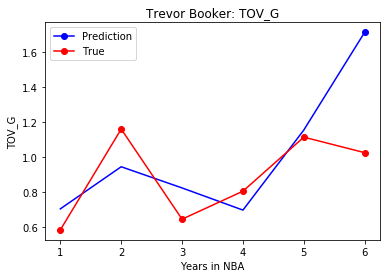 Trevor Booker: TOV_G
Prediction
True
TOV_G
1.6
1.4
1.2
1.0
0.8
0.6
1 2 3 4 5 6
Years in NBA